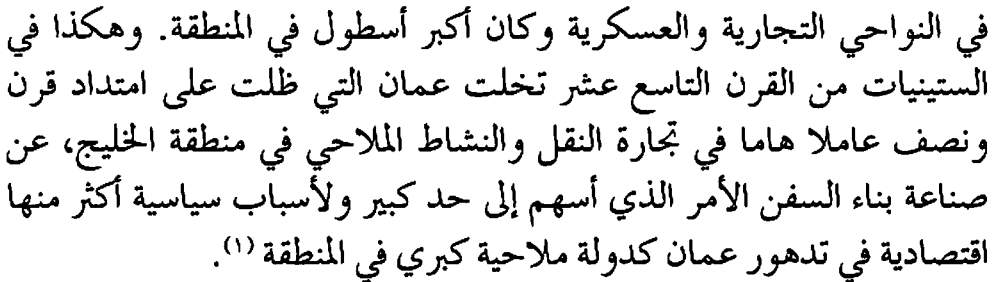 في النواحي التجارية والعسكرية وكان أكبر أسطول في المنطقة. وهكذا في
الستينيات من القرن التاسع عشر تخلت عمان التي ظلت على امتداد قرن
ونصف عاملا هاما في تجارة النقل والنشاط الملاحي في منطقة الخليج، عن
صناعة بناء السفن الأمر الذي أسهم إلى حد كبير ولأسباب سياسية أكثر منها
اقتصادية في تدهور عمان كدولة ملاحية كبري في المنطقة (١).